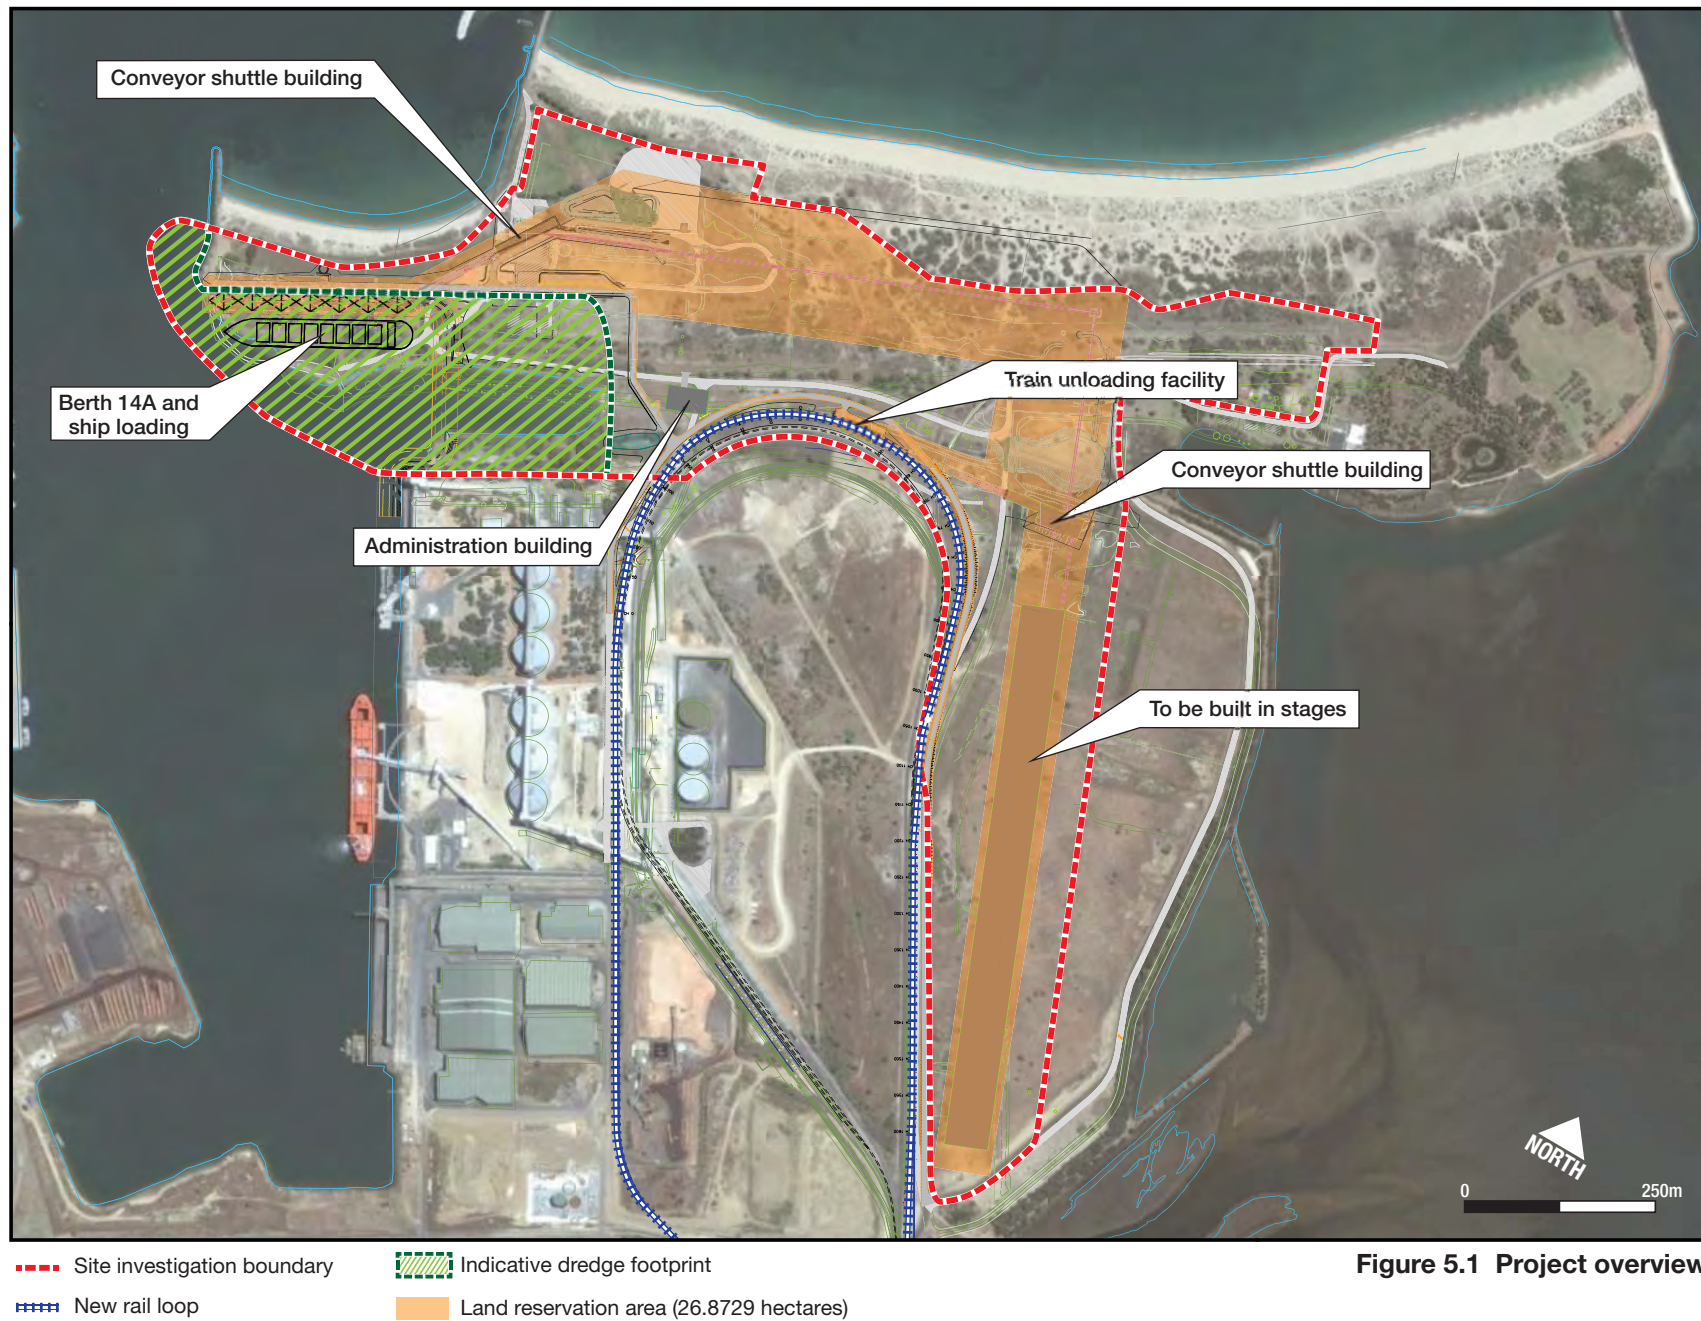 Conveyor shuttle building
Berth 14A and
ship loading
Train unloading facility
Conveyor shuttle building
Administration building
To be built in stages
NORTH
0 250m
Site investigation boundary
Indicative dredge footprint
New rail loop
Land reservation area (26.8729 hectares)
Figure 5.1 Project overview